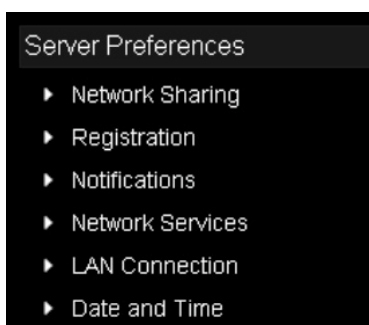 Server Preferences
Network Sharing
Registration
Notifications
Network Services
LAN Connection
Date and Time